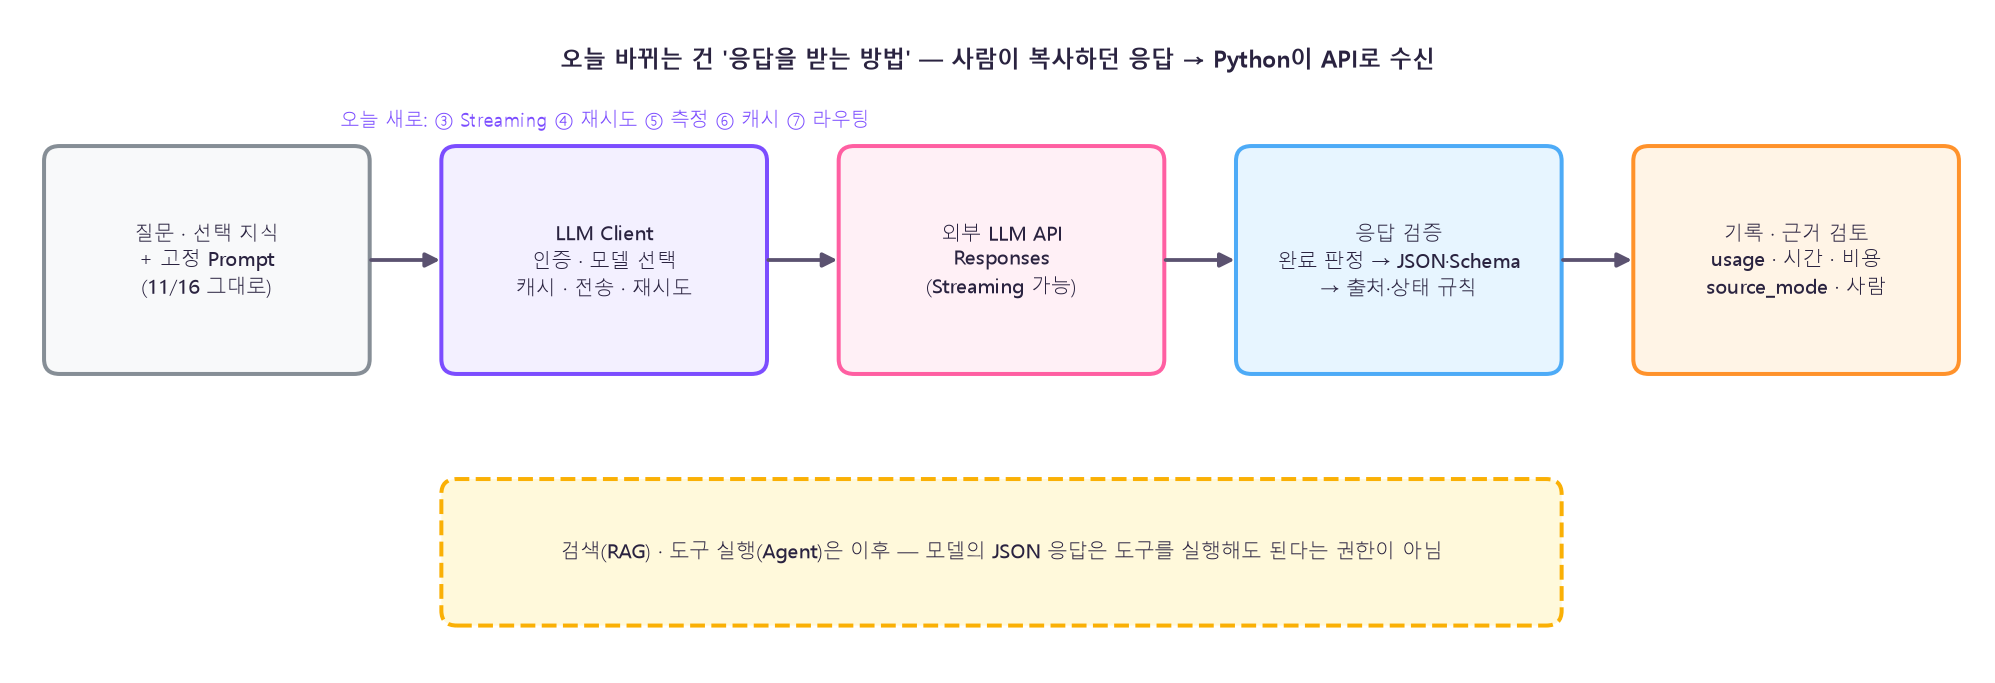 오늘 바뀌는 건 '응답을 받는 방법' — 사람이 복사하던 응답 → Python이 API로 수신
오늘 새로: ③ Streaming ④ 재시도 ⑤ 측정 ⑥ 캐시 ⑦ 라우팅
질문 · 선택 지식
+ 고정 Prompt
(11/16 그대로)
LLM Client
인증 · 모델 선택
캐시 · 전송 · 재시도
외부 LLM API
Responses
(Streaming 가능)
응답 검증
완료 판정 → JSON·Schema
→ 출처·상태 규칙
기록 · 근거 검토
usage · 시간 · 비용
source_mode · 사람
검색(RAG) · 도구 실행(Agent)은 이후 — 모델의 JSON 응답은 도구를 실행해도 된다는 권한이 아님